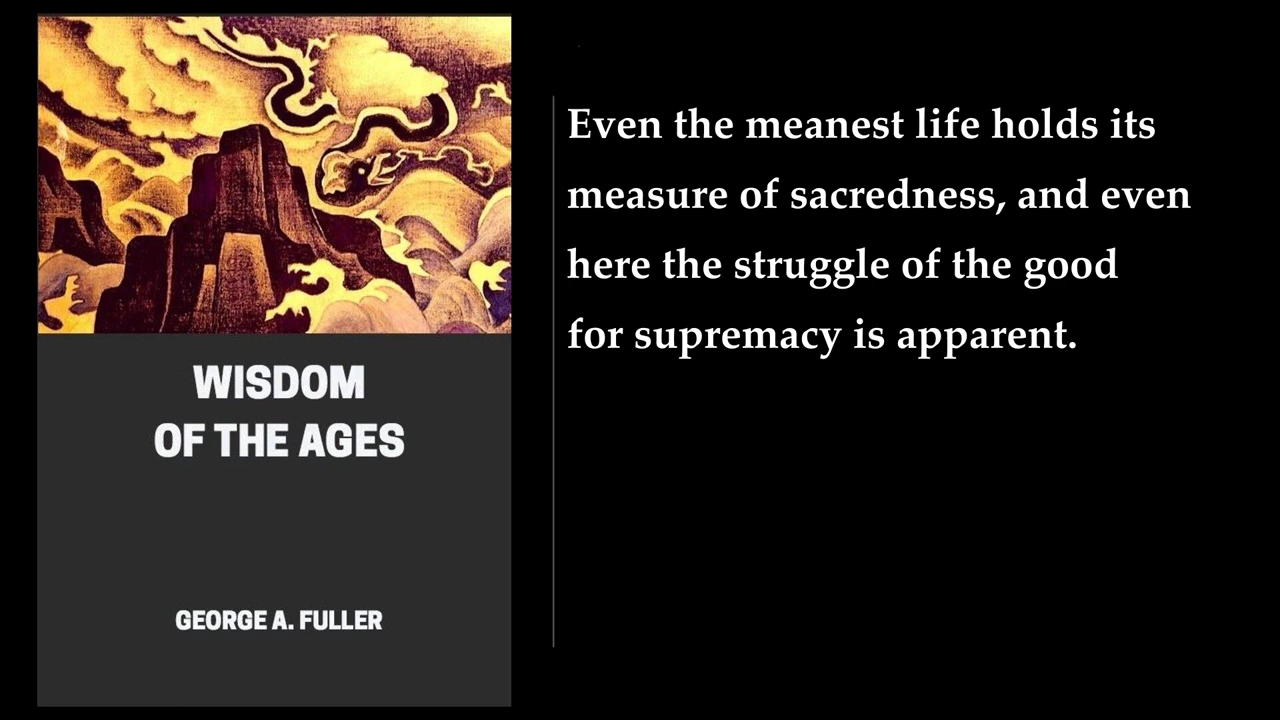 WISDOM
OF THE AGES
GEORGE A. FULLER
Even the meanest life holds its
measure of sacredness, and even
here the struggle of the good
for supremacy is apparent.